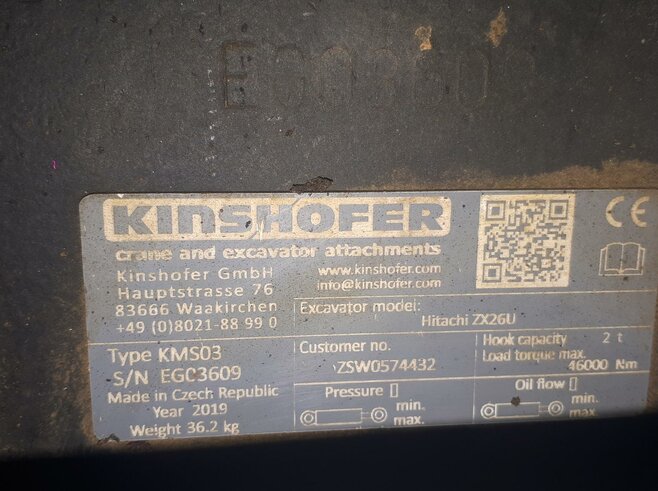 KINSHOFER
crane and excavator attachments
Kinshofer GmbH
Hauptstrasse 76
83666 Waakirchen
+49 (0)8021-88 99 0
www.kinshofer.com
info@kinshofer.com
CE
Excavator model:
Hitachi ZX26U
Type KMS03
S/N EG03609
Made in Czech Republic
Year 2019
Weight 36.2 kg
Customer no.
ZSW0574432
Hook capacity 2 t
Load torque max.
46000 Nm
Pressure []
min.
max.
Oil flow []
min.
max.